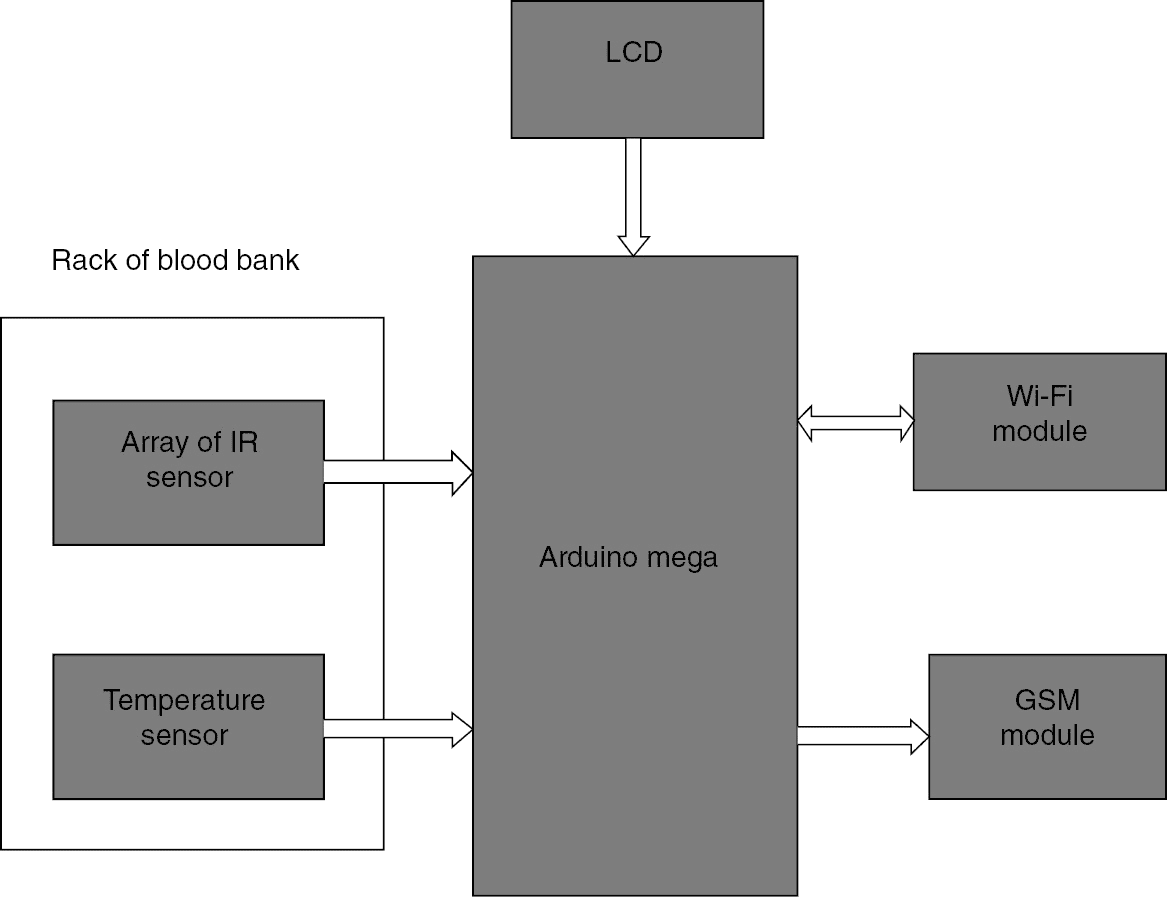 LCD
Rack of blood bank
Array of IR
sensor
Wi-Fi
module
Arduino mega
Temperature
sensor
GSM
module